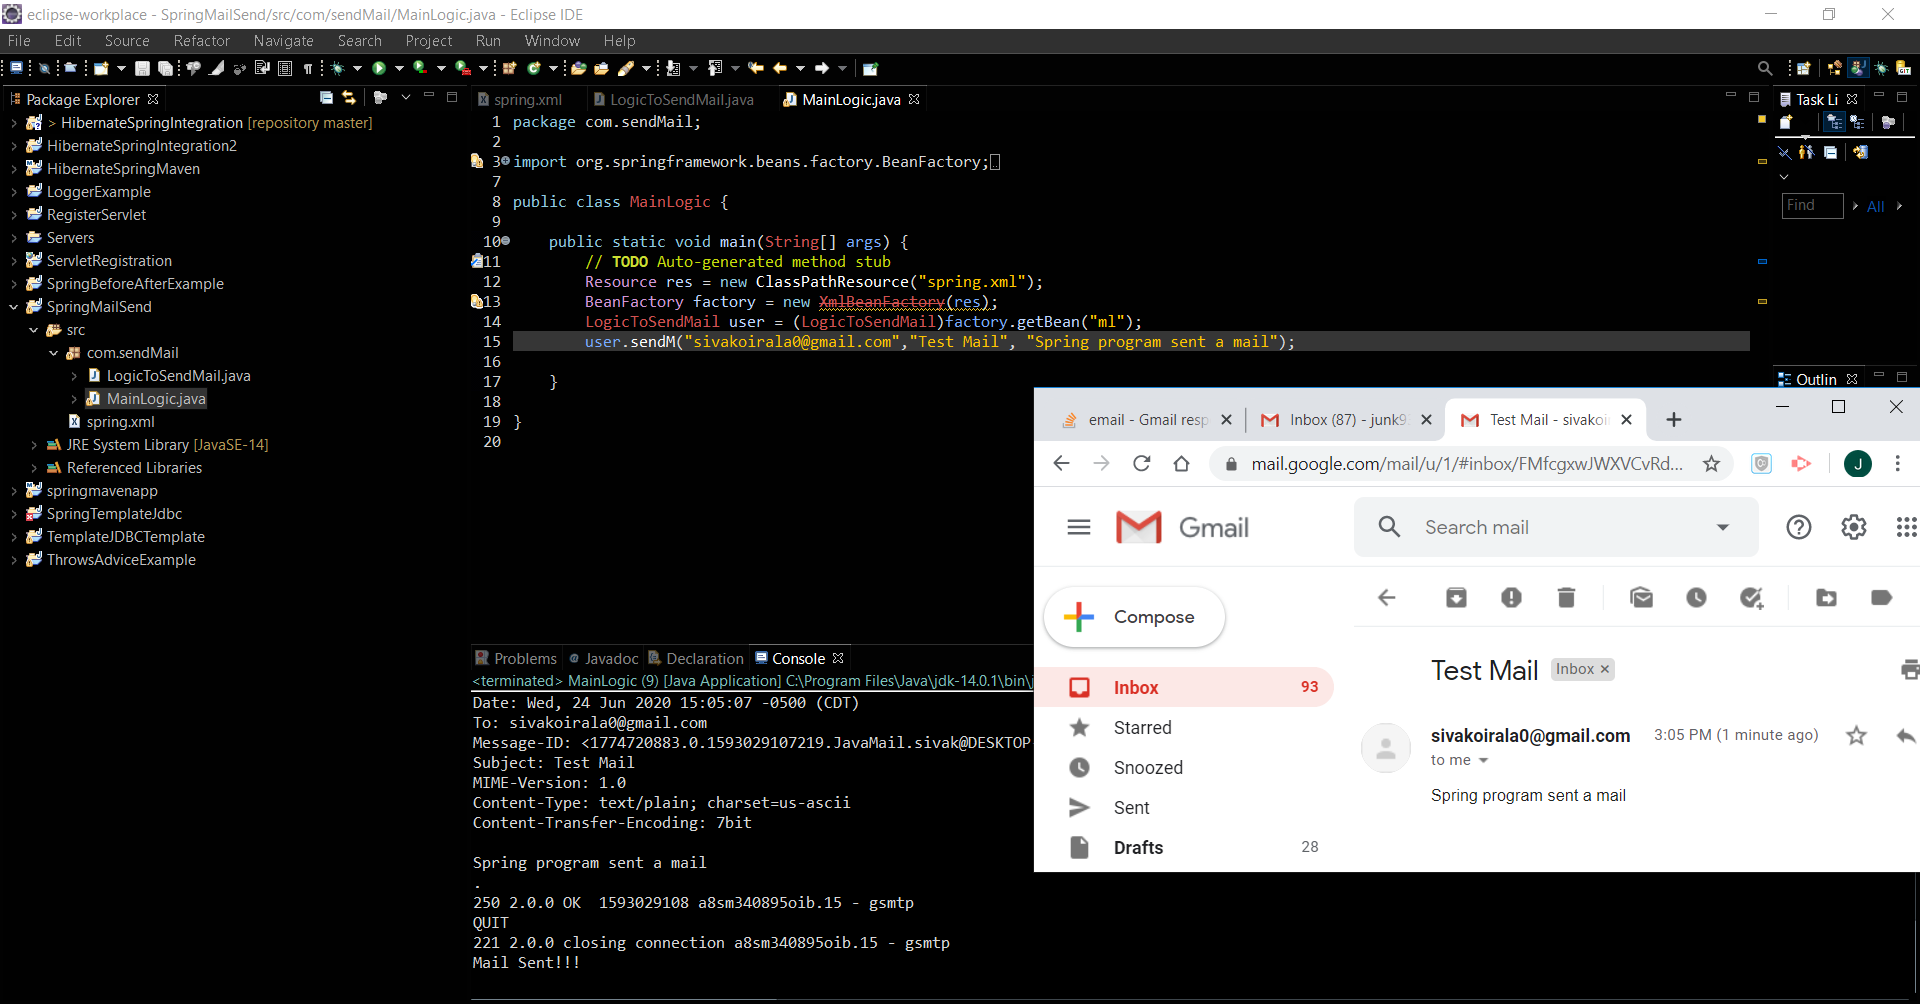 eclipse-workplace - SpringMailSend/src/com/sendMail/MainLogic.java - Eclipse IDE
File Edit Source Refactor Navigate Search Project Run Window Help
Package Explorer
> HibernateSpringIntegration [repository master]
HibernateSpringIntegration2
HibernateSpringMaven
LoggerExample
RegisterServlet
Servers
ServletRegistration
SpringBeforeAfterExample
SpringMailSend
src
com.sendMail
LogicToSendMail.java
MainLogic.java
spring.xml
JRE System Library [JavaSE-14]
Referenced Libraries
springmavenapp
SpringTemplateJdbc
TemplateJDBCTemplate
ThrowsAdviceExample
spring.xml LogicToSendMail.java MainLogic.java
1 package com.sendMail;
2
3 import org.springframework.beans.factory.BeanFactory;
7
8 public class MainLogic {
9
10 public static void main(String[] args) {
11 // TODO Auto-generated method stub
12 Resource res = new ClassPathResource("spring.xml");
13 BeanFactory factory = new XmlBeanFactory(res);
14 LogicToSendMail user = (LogicToSendMail)factory.getBean("ml");
15 user.sendM("sivakoirala0@gmail.com","Test Mail", "Spring program sent a mail");
16
17 }
18
19 }
20
Task Li
Find All
Outlin
Problems Javadoc Declaration Console
<terminated> MainLogic (9) [Java Application] C:\Program Files\Java\jdk-14.0.1\bin\j
Date: Wed, 24 Jun 2020 15:05:07 -0500 (CDT)
To: sivakoirala0@gmail.com
Message-ID: <1774720883.0.1593029107219.JavaMail.sivak@DESKTOP
Subject: Test Mail
MIME-Version: 1.0
Content-Type: text/plain; charset=us-ascii
Content-Transfer-Encoding: 7bit
Spring program sent a mail
.
250 2.0.0 OK 1593029108 a8sm340895oib.15 - gsmtp
QUIT
221 2.0.0 closing connection a8sm340895oib.15 - gsmtp
Mail Sent!!!
email - Gmail resp Inbox (87) - junk9 Test Mail - sivakoi
mail.google.com/mail/u/1/#inbox/FMfcgxwJWXVCvRd... J
Gmail
Search mail
Compose
Inbox 93
Starred
Snoozed
Sent
Drafts 28
Test Mail Inbox
sivakoirala0@gmail.com 3:05 PM (1 minute ago)
to me
Spring program sent a mail